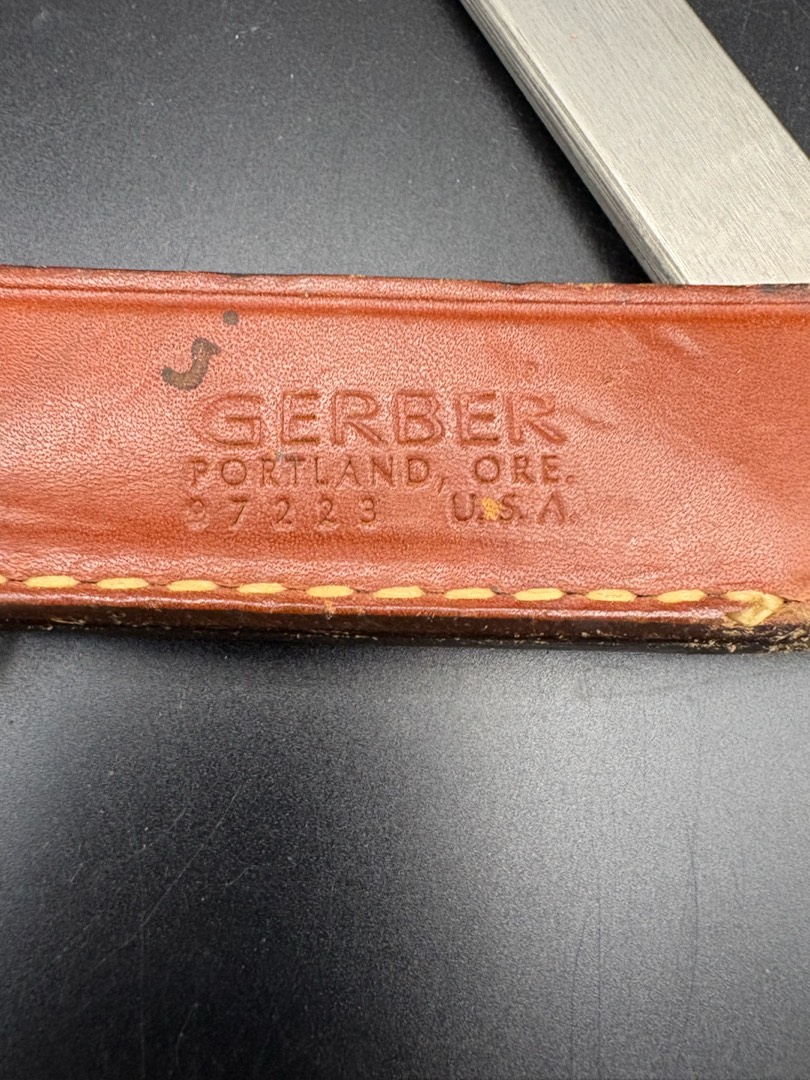 GERBER
PORTLAND, ORE.
97223 U.S.A.